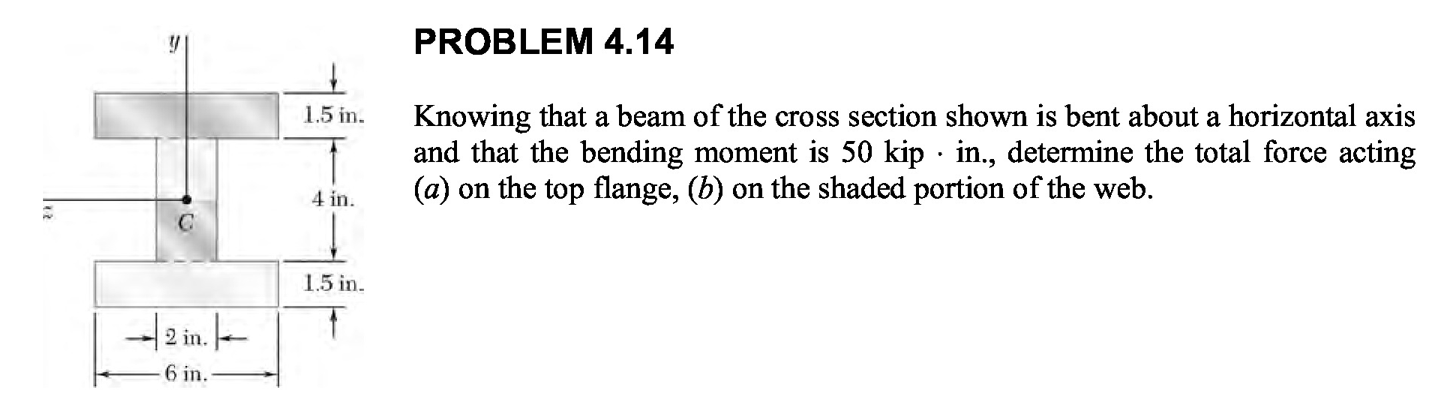 PROBLEM 4.14
y
1.5 in.
Knowing that a beam of the cross section shown is bent about a horizontal axis
and that the bending moment is 50 kip · in., determine the total force acting
(a) on the top flange, (b) on the shaded portion of the web.
4 in.
z
C
1.5 in.
2 in.
6 in.